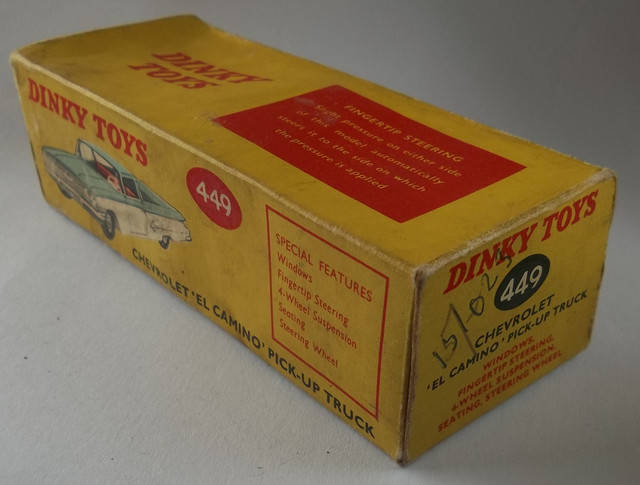 DINKY
TOYS
FINGERTIP STEERING
Slight pressure on either side
of this model automatically
steers it to the side on which
the pressure is applied
DINKY TOYS
449
SPECIAL FEATURES
Windows
Fingertip Steering
4-Wheel Suspension
Seating
Steering Wheel
CHEVROLET 'EL CAMINO' PICK-UP TRUCK
DINKY TOYS
449
CHEVROLET
'EL CAMINO' PICK-UP TRUCK
WINDOWS,
FINGERTIP STEERING,
4-WHEEL SUSPENSION,
SEATING, STEERING WHEEL